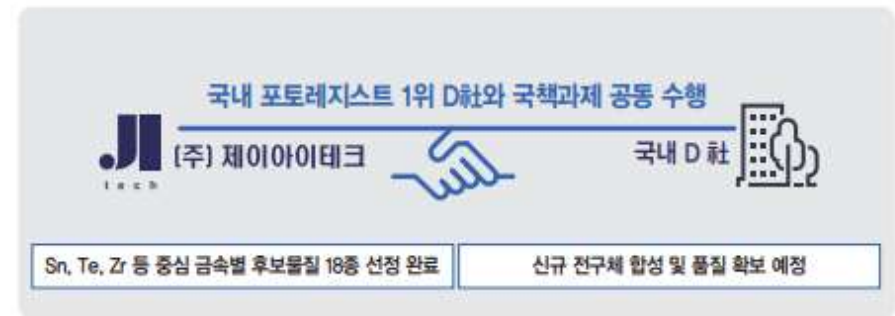 국내 포토레지스트 1위 D社와 국책과제 공동 수행
JI
tech
(주) 제이아이테크
국내 D 社
Sn, Te, Zr 등 중심 금속별 후보물질 18종 선정 완료
신규 전구체 합성 및 품질 확보 예정